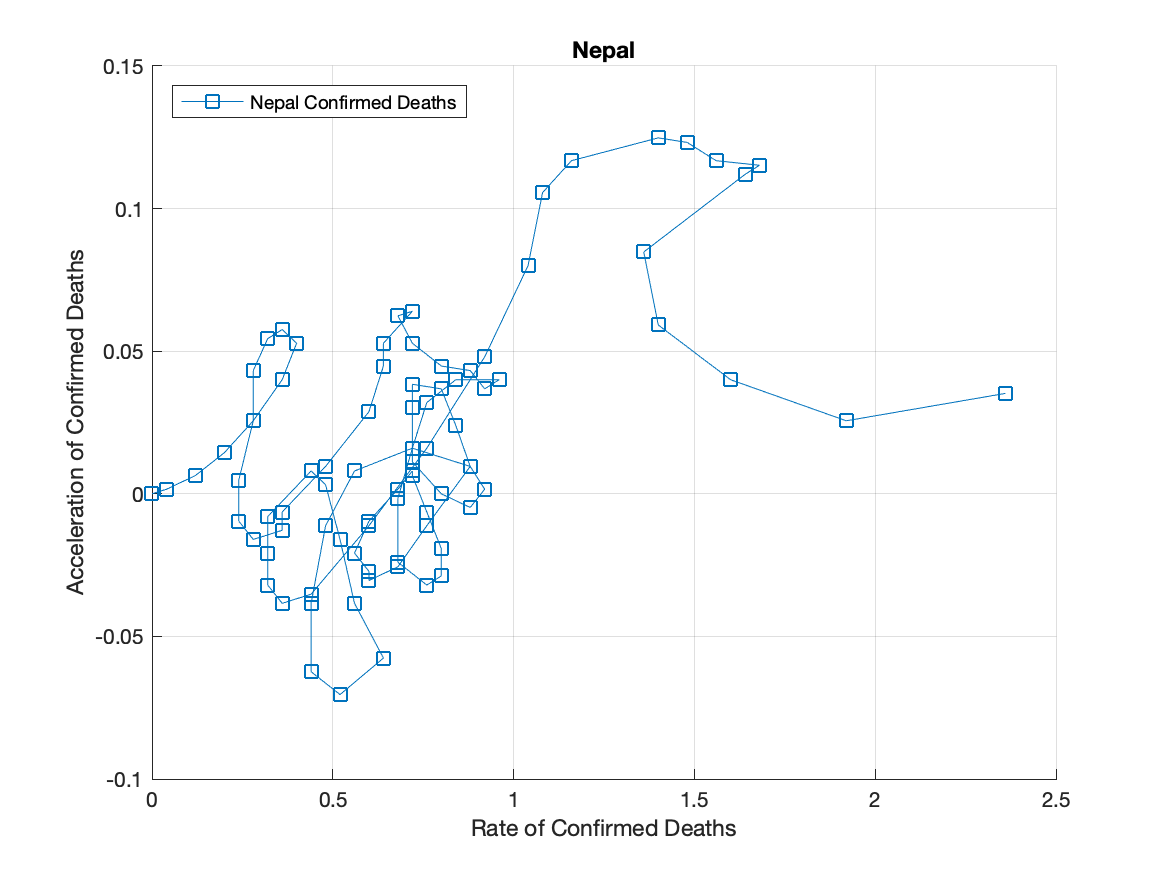 Nepal
0.15
Nepal Confirmed Deaths
0.1
0.05
0
-0.05
-0.1
Acceleration of Confirmed Deaths
0 0.5 1 1.5 2 2.5
Rate of Confirmed Deaths